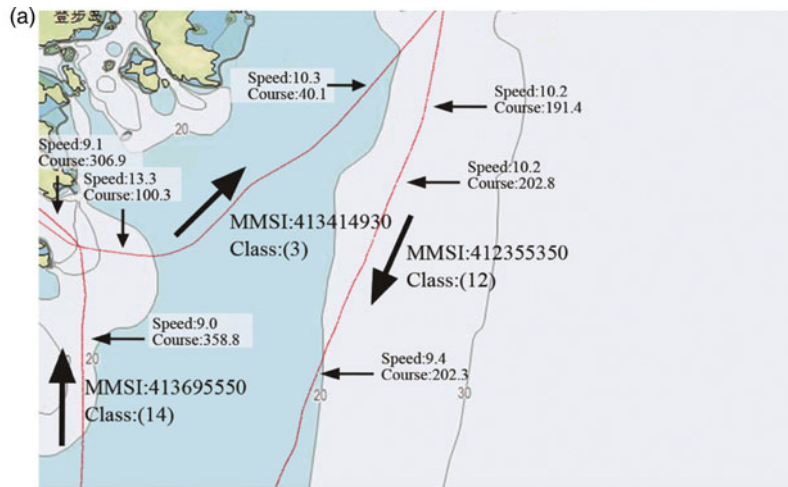 (a)
登步岛
Speed:10.3
Course:40.1
Speed:10.2
Course:191.4
20
Speed:9.1
Course:306.9
Speed:13.3
Course:100.3
Speed:10.2
Course:202.8
MMSI:413414930
Class:(3)
MMSI:412355350
Class:(12)
Speed:9.0
Course:358.8
20
Speed:9.4
Course:202.3
MMSI:413695550
Class:(14)
20
30